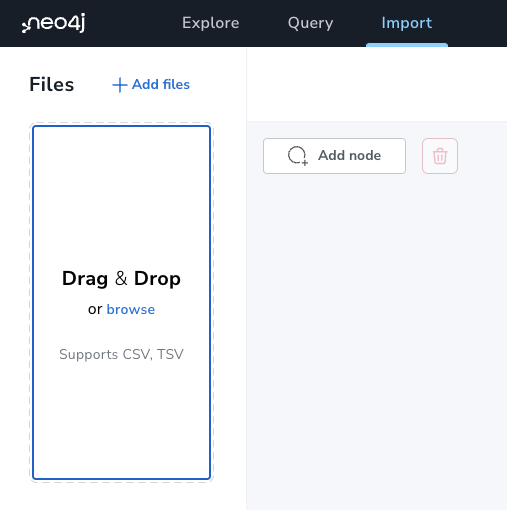 neo4j
Explore
Query
Import
Files
Add files
Add node
Drag & Drop
or browse
Supports CSV, TSV